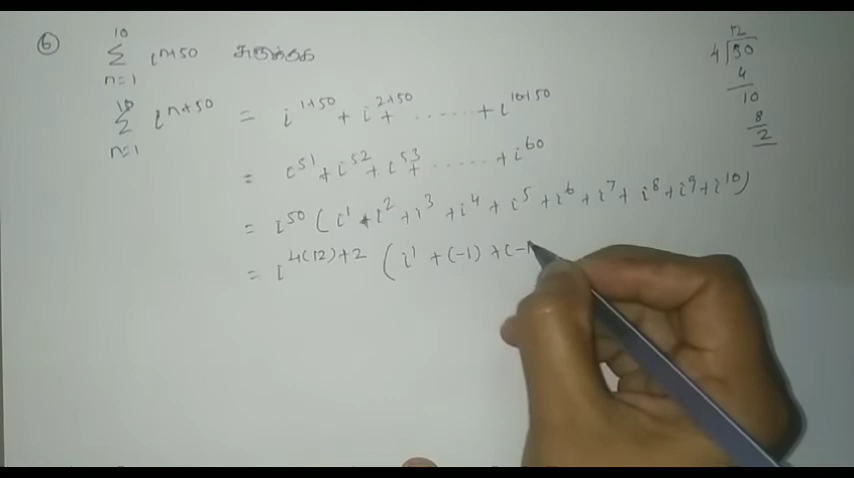 6) 10 Σ n=1 i^(n+50) சுருக்குக
10 Σ n=1 i^(n+50) = i^(1+50) + i^(2+50) + ...... + i^(10+50)
= i^51 + i^52 + i^53 + ...... + i^60
= i^50 (i^1 + i^2 + i^3 + i^4 + i^5 + i^6 + i^7 + i^8 + i^9 + i^10)
= i^(4(12)+2) (i^1 + (-1) + (-1
12
4 50
4
10
8
2